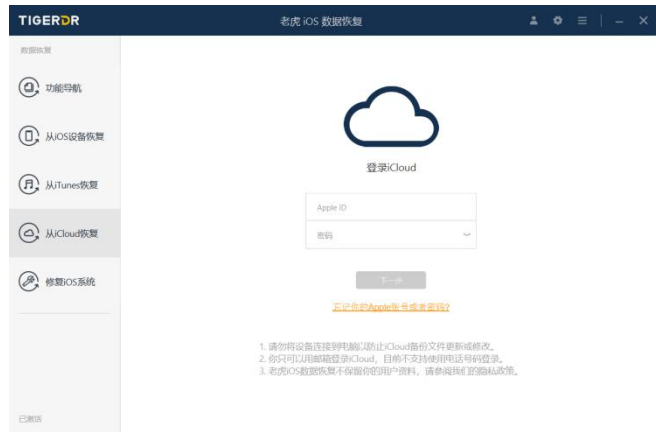 TIGERDR
老虎 iOS 数据恢复
数据恢复
功能导航
从iOS设备恢复
从iTunes恢复
从iCloud恢复
修复iOS系统
已激活
登录iCloud
Apple ID
密码
下一步
忘记你的Apple账号或者密码?
1. 请勿将设备连接到电脑以防止iCloud备份文件更新或修改。
2. 你只可以用邮箱登录iCloud，目前不支持使用电话号码登录。
3. 老虎iOS数据恢复不保留你的用户资料，请参阅我们的隐私政策。